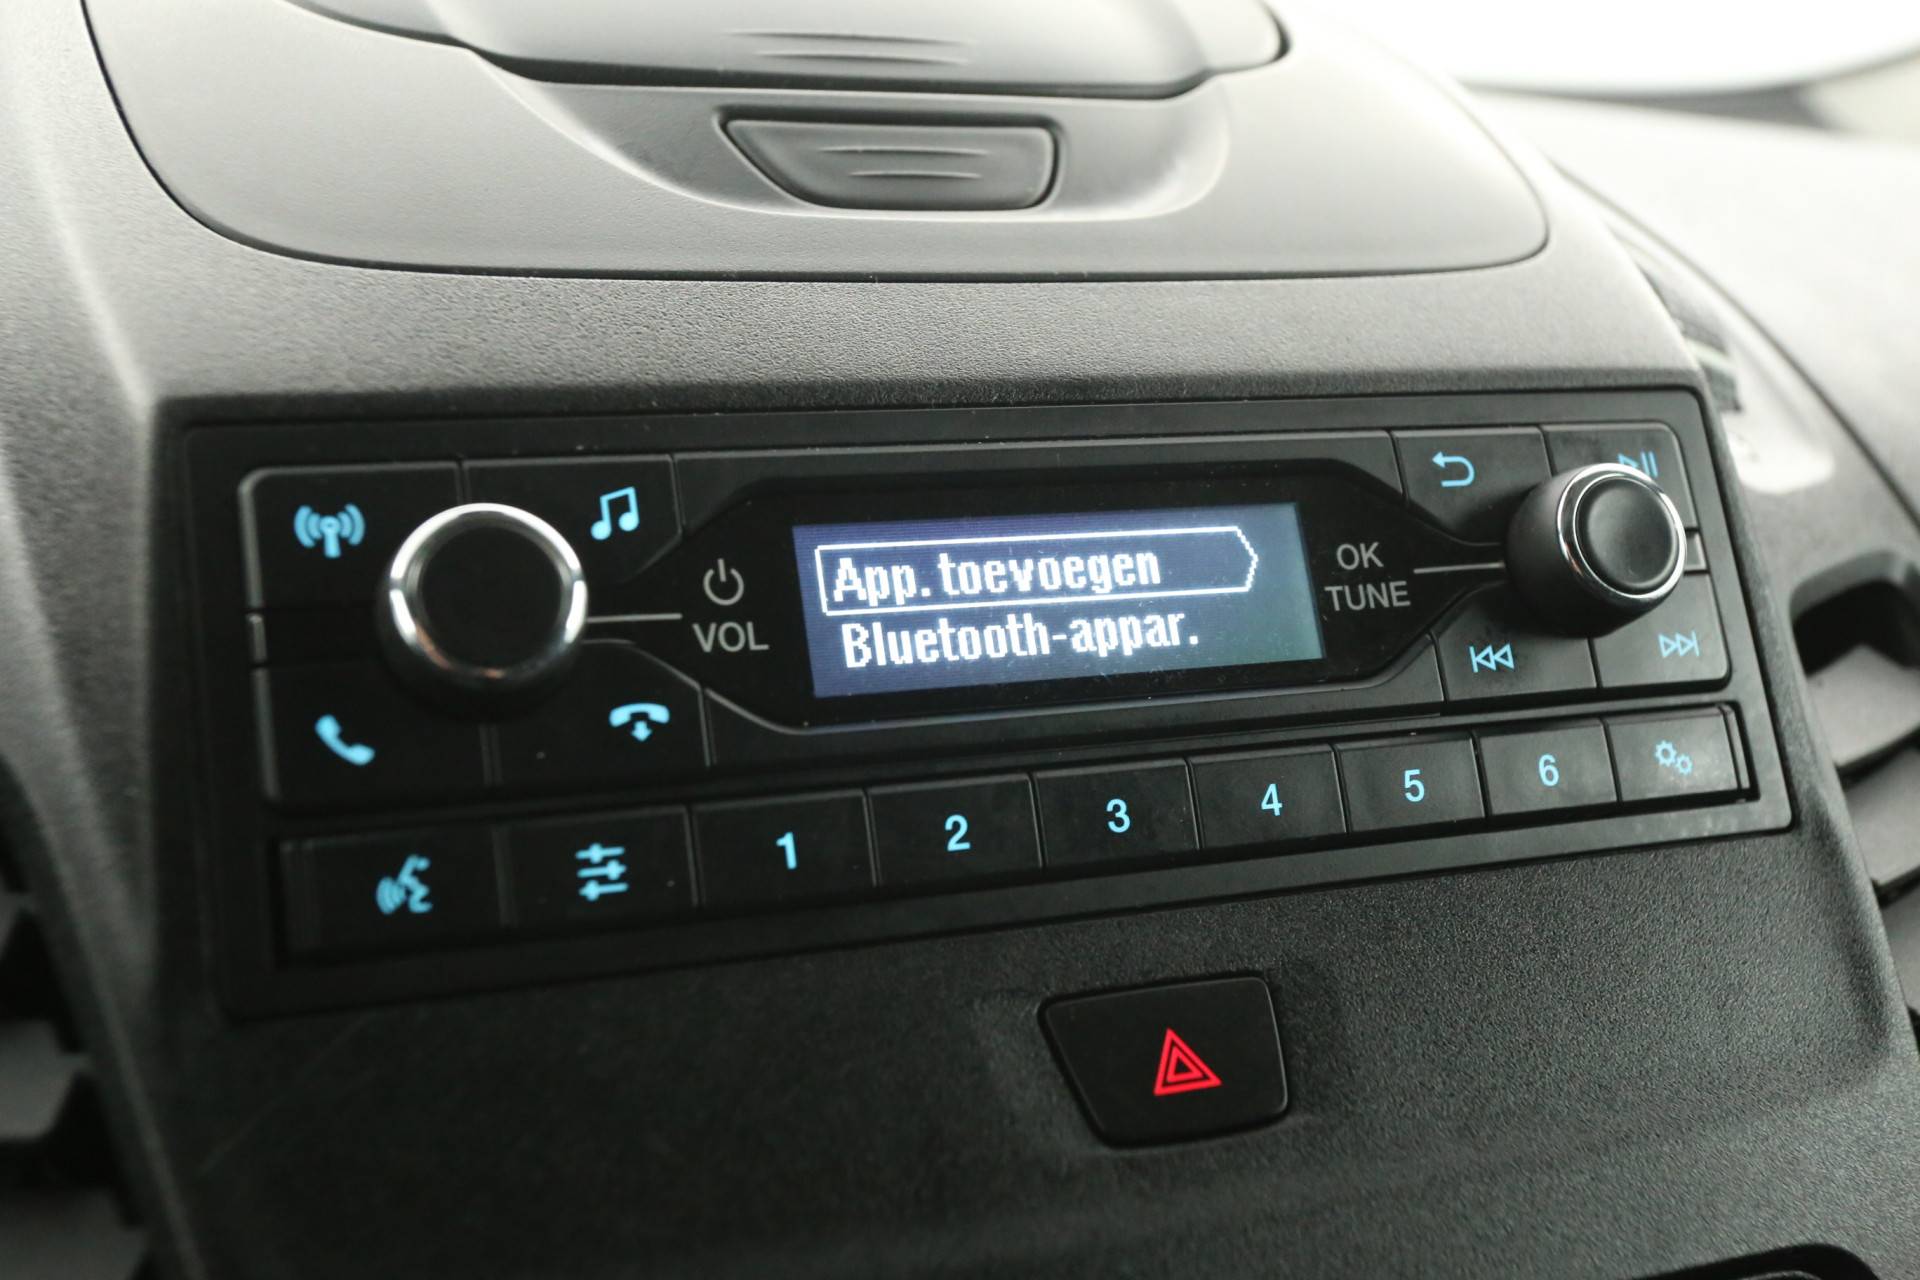 App. toevoegen
Bluetooth-appar.
VOL
OK
TUNE
1 2 3 4 5 6